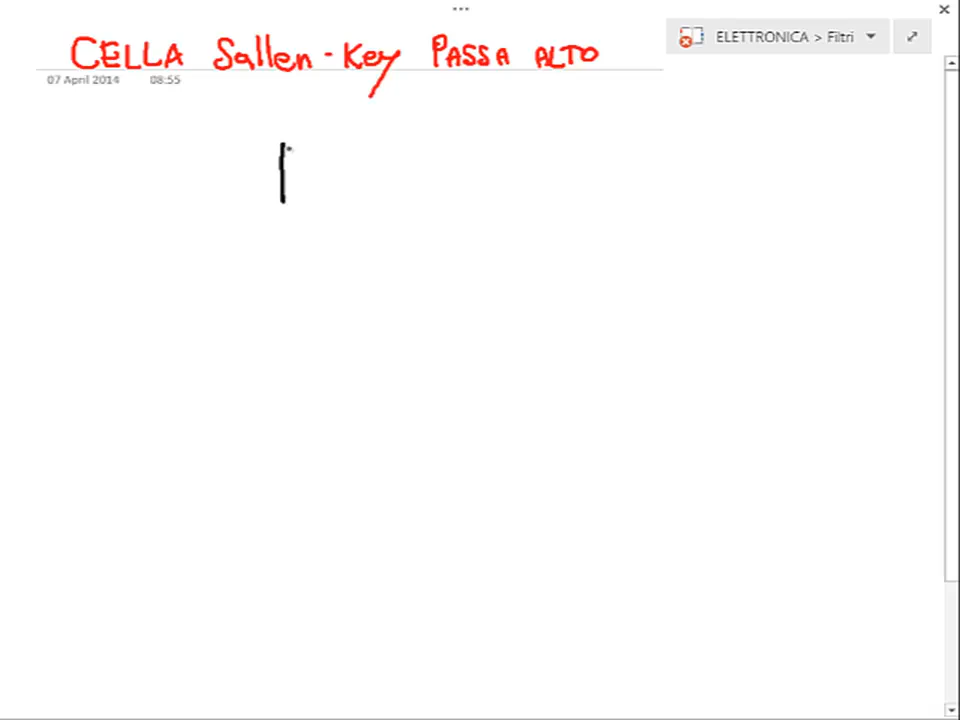 ELETTRONICA > Filtri
CELLA Sallen-Key PASSA ALTO
07 April 2014 08:55